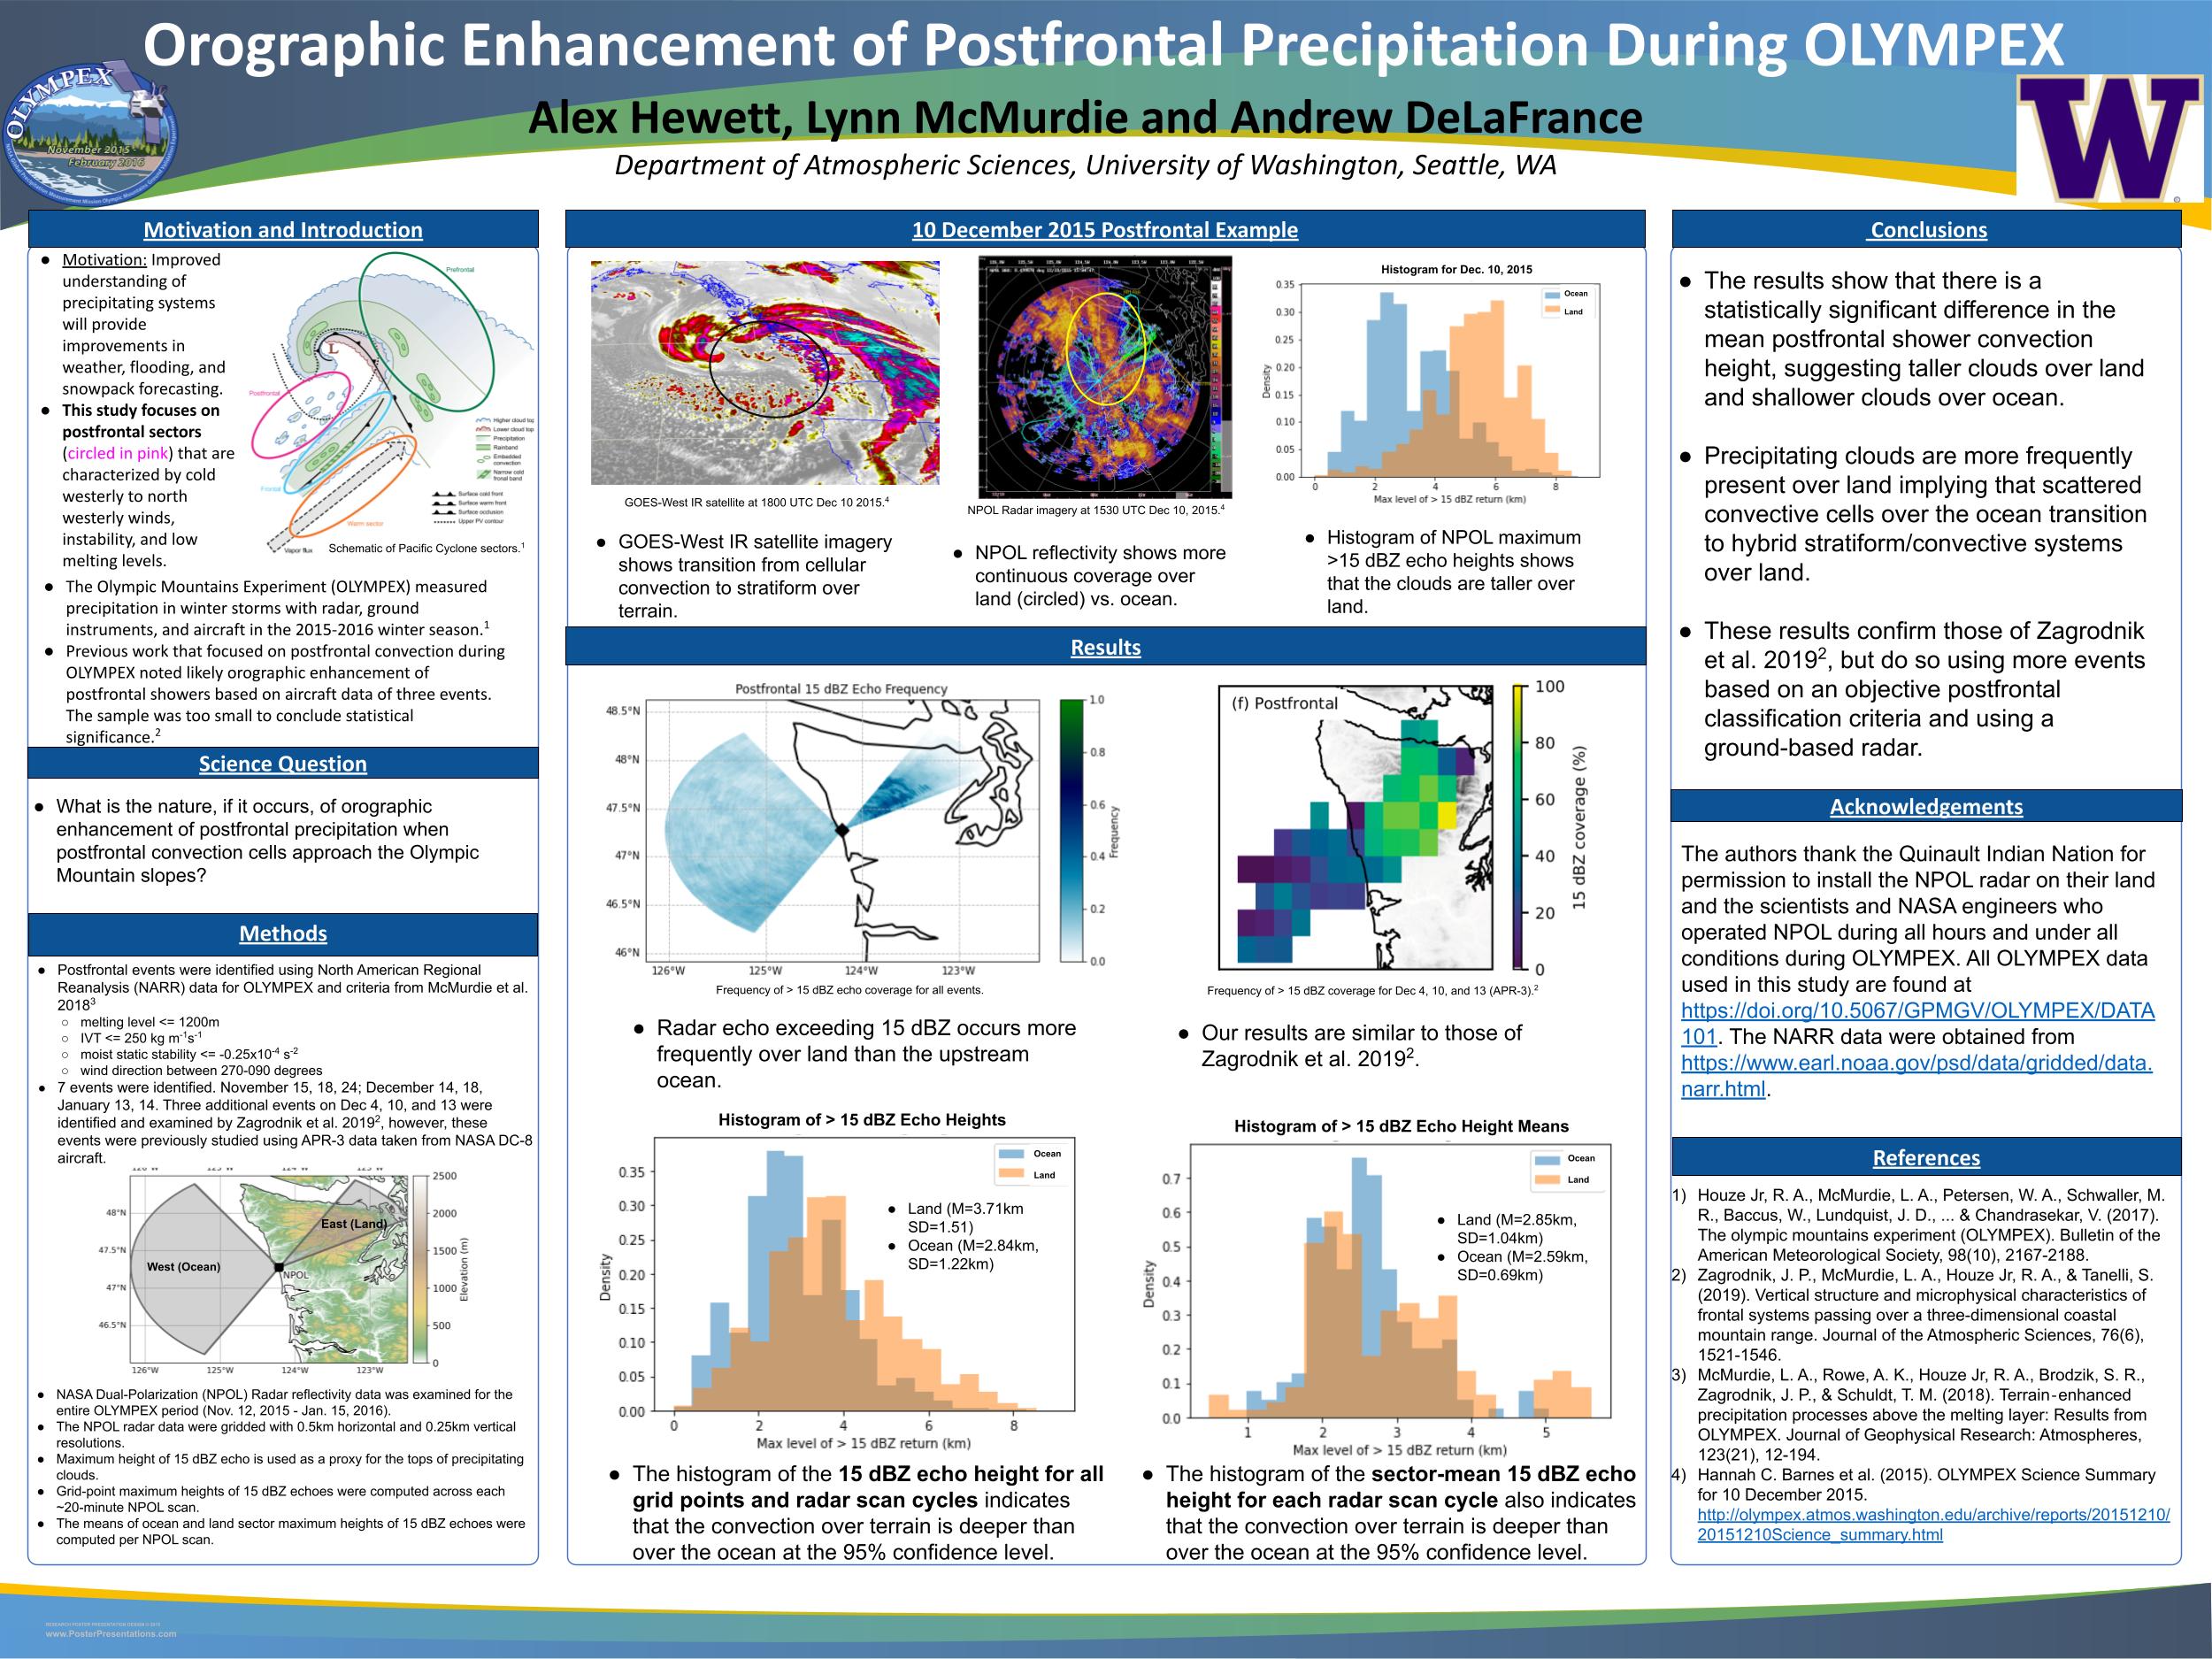 Orographic Enhancement of Postfrontal Precipitation During OLYMPEX
Alex Hewett, Lynn McMurdie and Andrew DeLaFrance
Department of Atmospheric Sciences, University of Washington, Seattle, WA
OLYMPEX
November 2015 -
February 2016
W
Motivation and Introduction
● Motivation: Improved
understanding of
precipitating systems
will provide
improvements in
weather, flooding, and
snowpack forecasting.
● This study focuses on
postfrontal sectors
(circled in pink) that are
characterized by cold
westerly to north
westerly winds,
instability, and low
melting levels.
Prefrontal
L
Postfrontal
Frontal
Warm sector
Vapor flux
Higher cloud top
Lower cloud top
Precipitation
Rainband
Embedded
convection
Narrow cold
frontal band
Surface cold front
Surface warm front
Surface occlusion
Upper PV contour
Schematic of Pacific Cyclone sectors.1
● The Olympic Mountains Experiment (OLYMPEX) measured
precipitation in winter storms with radar, ground
instruments, and aircraft in the 2015-2016 winter season.1
● Previous work that focused on postfrontal convection during
OLYMPEX noted likely orographic enhancement of
postfrontal showers based on aircraft data of three events.
The sample was too small to conclude statistical
significance.2
Science Question
● What is the nature, if it occurs, of orographic
enhancement of postfrontal precipitation when
postfrontal convection cells approach the Olympic
Mountain slopes?
Methods
● Postfrontal events were identified using North American Regional
Reanalysis (NARR) data for OLYMPEX and criteria from McMurdie et al.
20183
○ melting level <= 1200m
○ IVT <= 250 kg m-1s-1
○ moist static stability <= -0.25x10-4 s-2
○ wind direction between 270-090 degrees
● 7 events were identified. November 15, 18, 24; December 14, 18,
January 13, 14. Three additional events on Dec 4, 10, and 13 were
identified and examined by Zagrodnik et al. 20192, however, these
events were previously studied using APR-3 data taken from NASA DC-8
aircraft.
48°N
47.5°N
47°N
46.5°N
126°W 125°W 124°W 123°W
West (Ocean)
East (Land)
NPOL
2500
2000
1500
1000
500
0
Elevation (m)
● NASA Dual-Polarization (NPOL) Radar reflectivity data was examined for the
entire OLYMPEX period (Nov. 12, 2015 - Jan. 15, 2016).
● The NPOL radar data were gridded with 0.5km horizontal and 0.25km vertical
resolutions.
● Maximum height of 15 dBZ echo is used as a proxy for the tops of precipitating
clouds.
● Grid-point maximum heights of 15 dBZ echoes were computed across each
~20-minute NPOL scan.
● The means of ocean and land sector maximum heights of 15 dBZ echoes were
computed per NPOL scan.
10 December 2015 Postfrontal Example
GOES-West IR satellite at 1800 UTC Dec 10 2015.4
● GOES-West IR satellite imagery
shows transition from cellular
convection to stratiform over
terrain.
NPOL Radar imagery at 1530 UTC Dec 10, 2015.4
● NPOL reflectivity shows more
continuous coverage over
land (circled) vs. ocean.
Histogram for Dec. 10, 2015
Ocean
Land
0.35
0.30
0.25
0.20
0.15
0.10
0.05
0.00
Density
0 2 4 6 8
Max level of > 15 dBZ return (km)
● Histogram of NPOL maximum
>15 dBZ echo heights shows
that the clouds are taller over
land.
Results
Postfrontal 15 dBZ Echo Frequency
48.5°N
48°N
47.5°N
47°N
46.5°N
46°N
126°W 125°W 124°W 123°W
1.0
0.8
0.6
0.4
0.2
0.0
Frequency
Frequency of > 15 dBZ echo coverage for all events.
● Radar echo exceeding 15 dBZ occurs more
frequently over land than the upstream
ocean.
(f) Postfrontal
100
80
60
40
20
0
15 dBZ coverage (%)
Frequency of > 15 dBZ coverage for Dec 4, 10, and 13 (APR-3).2
● Our results are similar to those of
Zagrodnik et al. 20192.
Histogram of > 15 dBZ Echo Heights
Ocean
Land
● Land (M=3.71km
SD=1.51)
● Ocean (M=2.84km,
SD=1.22km)
0.35
0.30
0.25
0.20
0.15
0.10
0.05
0.00
Density
0 2 4 6 8
Max level of > 15 dBZ return (km)
● The histogram of the 15 dBZ echo height for all
grid points and radar scan cycles indicates
that the convection over terrain is deeper than
over the ocean at the 95% confidence level.
Histogram of > 15 dBZ Echo Height Means
Ocean
Land
● Land (M=2.85km,
SD=1.04km)
● Ocean (M=2.59km,
SD=0.69km)
0.7
0.6
0.5
0.4
0.3
0.2
0.1
0.0
Density
1 2 3 4 5
Max level of > 15 dBZ return (km)
● The histogram of the sector-mean 15 dBZ echo
height for each radar scan cycle also indicates
that the convection over terrain is deeper than
over the ocean at the 95% confidence level.
Conclusions
● The results show that there is a
statistically significant difference in the
mean postfrontal shower convection
height, suggesting taller clouds over land
and shallower clouds over ocean.
● Precipitating clouds are more frequently
present over land implying that scattered
convective cells over the ocean transition
to hybrid stratiform/convective systems
over land.
● These results confirm those of Zagrodnik
et al. 20192, but do so using more events
based on an objective postfrontal
classification criteria and using a
ground-based radar.
Acknowledgements
The authors thank the Quinault Indian Nation for
permission to install the NPOL radar on their land
and the scientists and NASA engineers who
operated NPOL during all hours and under all
conditions during OLYMPEX. All OLYMPEX data
used in this study are found at
https://doi.org/10.5067/GPMGV/OLYMPEX/DATA
101. The NARR data were obtained from
https://www.earl.noaa.gov/psd/data/gridded/data.
narr.html.
References
1) Houze Jr, R. A., McMurdie, L. A., Petersen, W. A., Schwaller, M.
R., Baccus, W., Lundquist, J. D., ... & Chandrasekar, V. (2017).
The olympic mountains experiment (OLYMPEX). Bulletin of the
American Meteorological Society, 98(10), 2167-2188.
2) Zagrodnik, J. P., McMurdie, L. A., Houze Jr, R. A., & Tanelli, S.
(2019). Vertical structure and microphysical characteristics of
frontal systems passing over a three-dimensional coastal
mountain range. Journal of the Atmospheric Sciences, 76(6),
1521-1546.
3) McMurdie, L. A., Rowe, A. K., Houze Jr, R. A., Brodzik, S. R.,
Zagrodnik, J. P., & Schuldt, T. M. (2018). Terrain-enhanced
precipitation processes above the melting layer: Results from
OLYMPEX. Journal of Geophysical Research: Atmospheres,
123(21), 12-194.
4) Hannah C. Barnes et al. (2015). OLYMPEX Science Summary
for 10 December 2015.
http://olympex.atmos.washington.edu/archive/reports/20151210/
20151210Science_summary.html
www.PosterPresentations.com